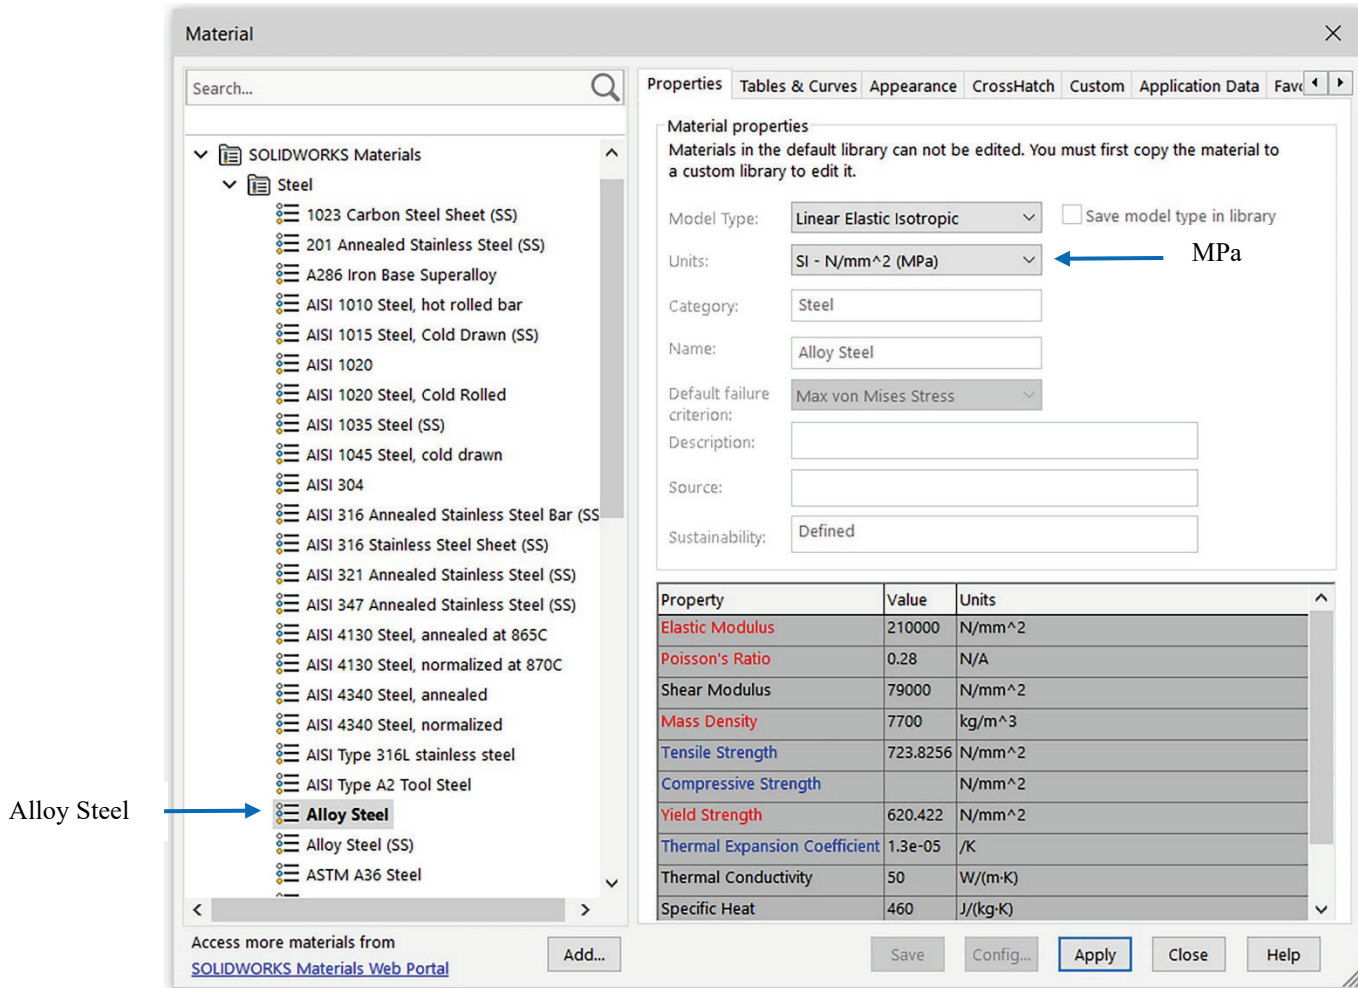 Material
Search...
SOLIDWORKS Materials
Steel
1023 Carbon Steel Sheet (SS)
201 Annealed Stainless Steel (SS)
A286 Iron Base Superalloy
AISI 1010 Steel, hot rolled bar
AISI 1015 Steel, Cold Drawn (SS)
AISI 1020
AISI 1020 Steel, Cold Rolled
AISI 1035 Steel (SS)
AISI 1045 Steel, cold drawn
AISI 304
AISI 316 Annealed Stainless Steel Bar (SS
AISI 316 Stainless Steel Sheet (SS)
AISI 321 Annealed Stainless Steel (SS)
AISI 347 Annealed Stainless Steel (SS)
AISI 4130 Steel, annealed at 865C
AISI 4130 Steel, normalized at 870C
AISI 4340 Steel, annealed
AISI 4340 Steel, normalized
AISI Type 316L stainless steel
AISI Type A2 Tool Steel
Alloy Steel
Alloy Steel
Alloy Steel (SS)
ASTM A36 Steel
Access more materials from
SOLIDWORKS Materials Web Portal
Add...
Properties Tables & Curves Appearance CrossHatch Custom Application Data Favo
Material properties
Materials in the default library can not be edited. You must first copy the material to
a custom library to edit it.
Model Type: Linear Elastic Isotropic Save model type in library
Units: SI - N/mm^2 (MPa) MPa
Category: Steel
Name: Alloy Steel
Default failure
criterion: Max von Mises Stress
Description:
Source:
Sustainability: Defined
Property Value Units
Elastic Modulus 210000 N/mm^2
Poisson's Ratio 0.28 N/A
Shear Modulus 79000 N/mm^2
Mass Density 7700 kg/m^3
Tensile Strength 723.8256 N/mm^2
Compressive Strength N/mm^2
Yield Strength 620.422 N/mm^2
Thermal Expansion Coefficient 1.3e-05 /K
Thermal Conductivity 50 W/(m·K)
Specific Heat 460 J/(kg·K)
Save Config... Apply Close Help